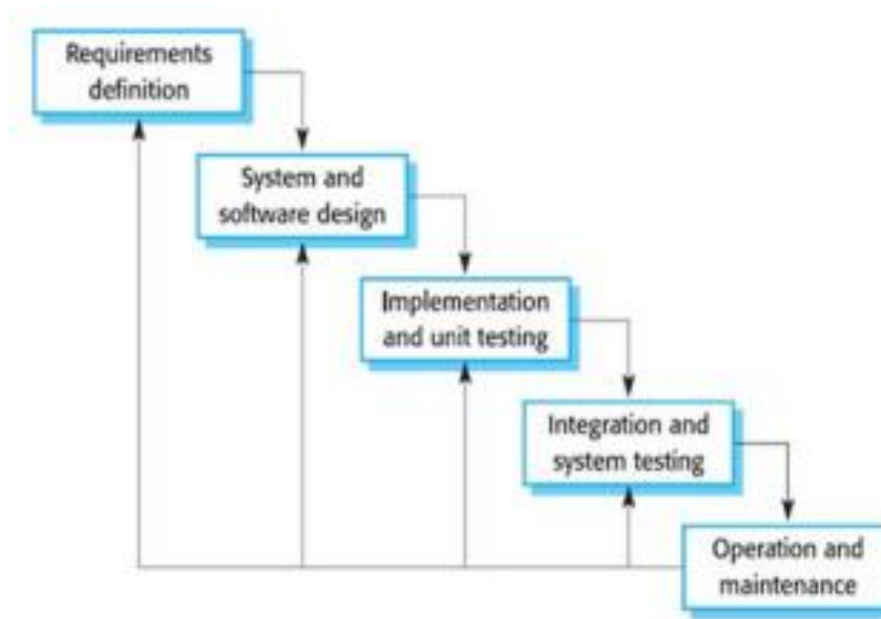 Requirements
definition
System and
software design
Implementation
and unit testing
Integration and
system testing
Operation and
maintenance